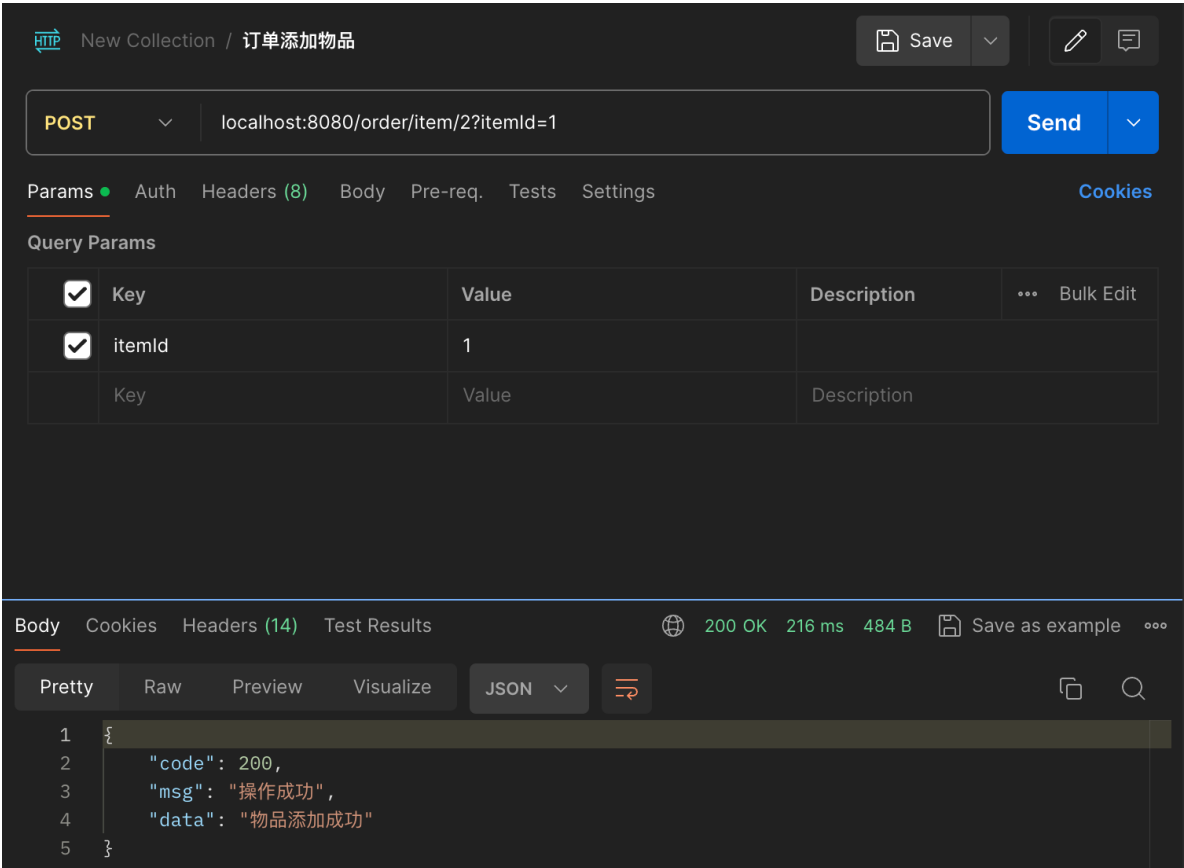 HTTP New Collection / 订单添加物品 Save
POST localhost:8080/order/item/2?itemId=1 Send
Params Auth Headers (8) Body Pre-req. Tests Settings Cookies
Query Params
Key Value Description ••• Bulk Edit
itemId 1
Key Value Description
Body Cookies Headers (14) Test Results 200 OK 216 ms 484 B Save as example
Pretty Raw Preview Visualize JSON
1 {
2 "code": 200,
3 "msg": "操作成功",
4 "data": "物品添加成功"
5 }